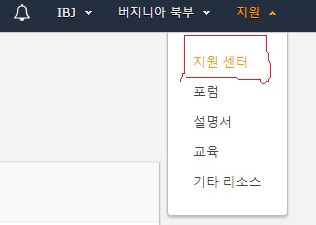 IBJ 버지니아 북부 지원
지원 센터
포럼
설명서
교육
기타 리소스